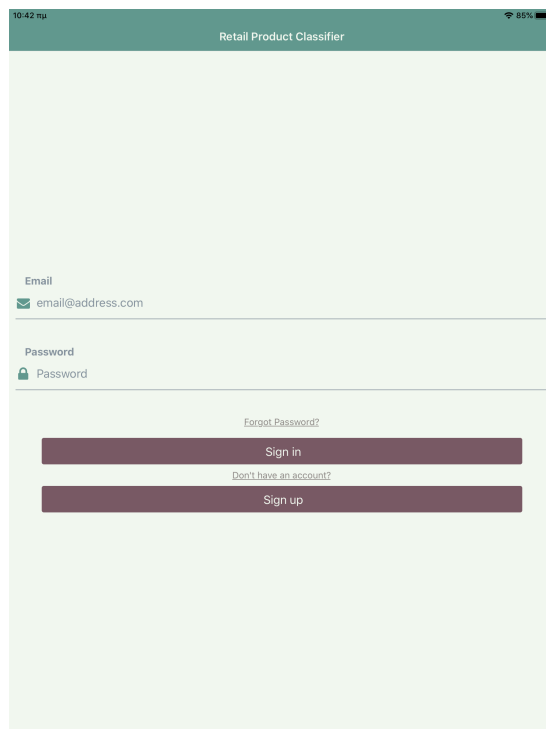 10:42 πμ 85%
Retail Product Classifier
Email
email@address.com
Password
Password
Forgot Password?
Sign in
Don't have an account?
Sign up